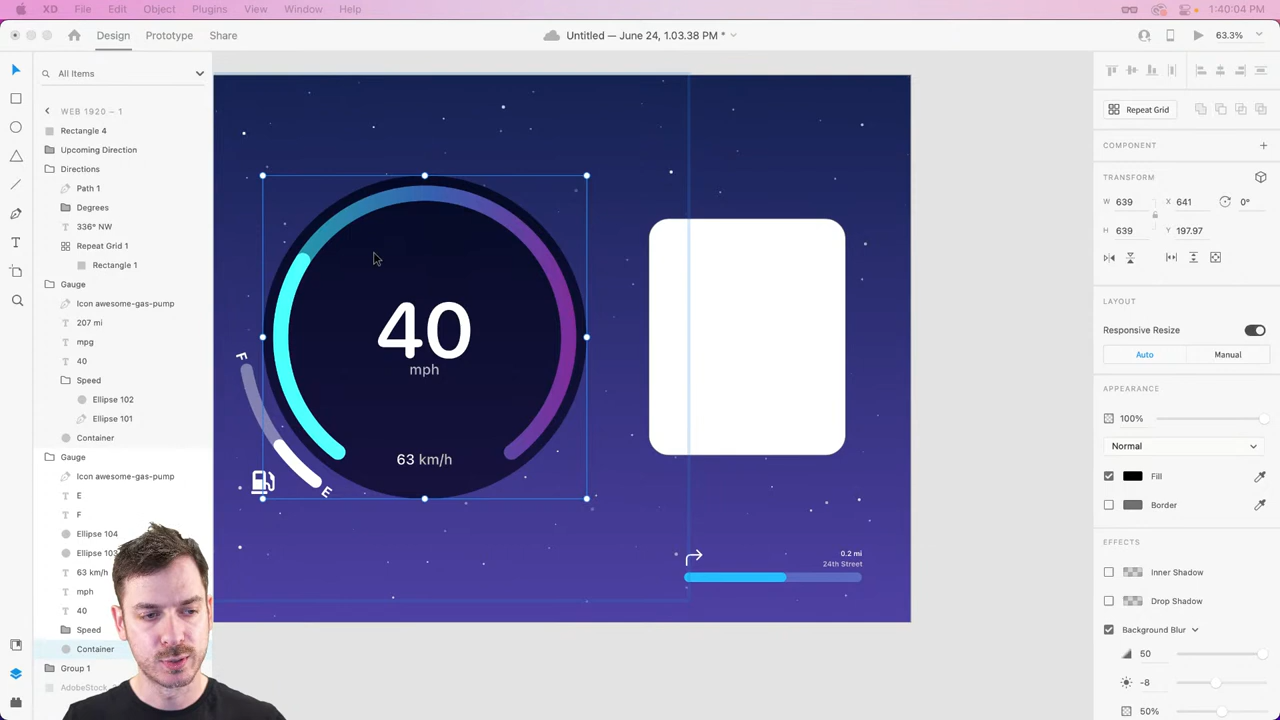 XD File Edit Object Plugins View Window Help 1:40:04 PM
Design Prototype Share Untitled — June 24, 1.03.38 PM * 63.3%
All Items
WEB 1920 – 1
Rectangle 4
Upcoming Direction
Directions
Path 1
Degrees
336° NW
Repeat Grid 1
Rectangle 1
Gauge
Icon awesome-gas-pump
207 mi
mpg
40
Speed
Ellipse 102
Ellipse 101
Container
Gauge
Icon awesome-gas-pump
E
F
Ellipse 104
Ellipse 103
63 km/h
mph
40
Speed
Container
Group 1
40
mph
63 km/h
F
E
0.2 mi
24th Street
Repeat Grid
COMPONENT
TRANSFORM
W 639 X 641 0°
H 639 Y 197.97
LAYOUT
Responsive Resize
Auto Manual
APPEARANCE
100%
Normal
Fill
Border
EFFECTS
Inner Shadow
Drop Shadow
Background Blur
50
-8
50%